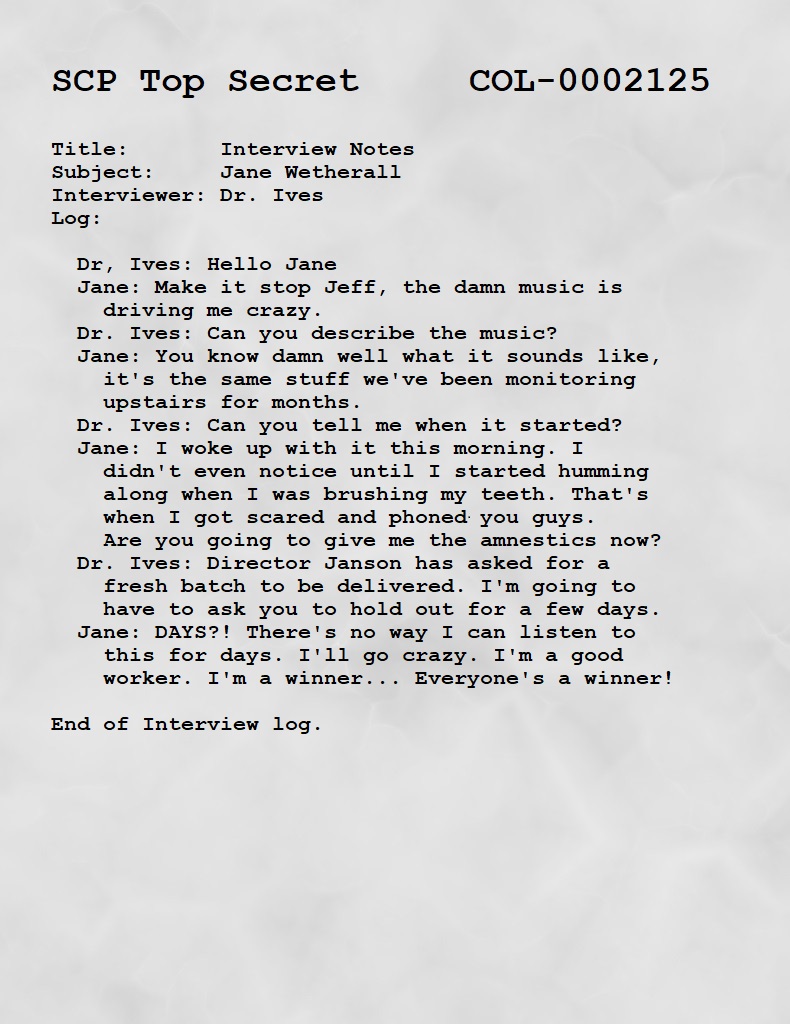 SCP Top Secret COL-0002125
Title: Interview Notes
Subject: Jane Wetherall
Interviewer: Dr. Ives
Log:
Dr, Ives: Hello Jane
Jane: Make it stop Jeff, the damn music is
driving me crazy.
Dr. Ives: Can you describe the music?
Jane: You know damn well what it sounds like,
it's the same stuff we've been monitoring
upstairs for months.
Dr. Ives: Can you tell me when it started?
Jane: I woke up with it this morning. I
didn't even notice until I started humming
along when I was brushing my teeth. That's
when I got scared and phoned you guys.
Are you going to give me the amnestics now?
Dr. Ives: Director Janson has asked for a
fresh batch to be delivered. I'm going to
have to ask you to hold out for a few days.
Jane: DAYS?! There's no way I can listen to
this for days. I'll go crazy. I'm a good
worker. I'm a winner... Everyone's a winner!
End of Interview log.